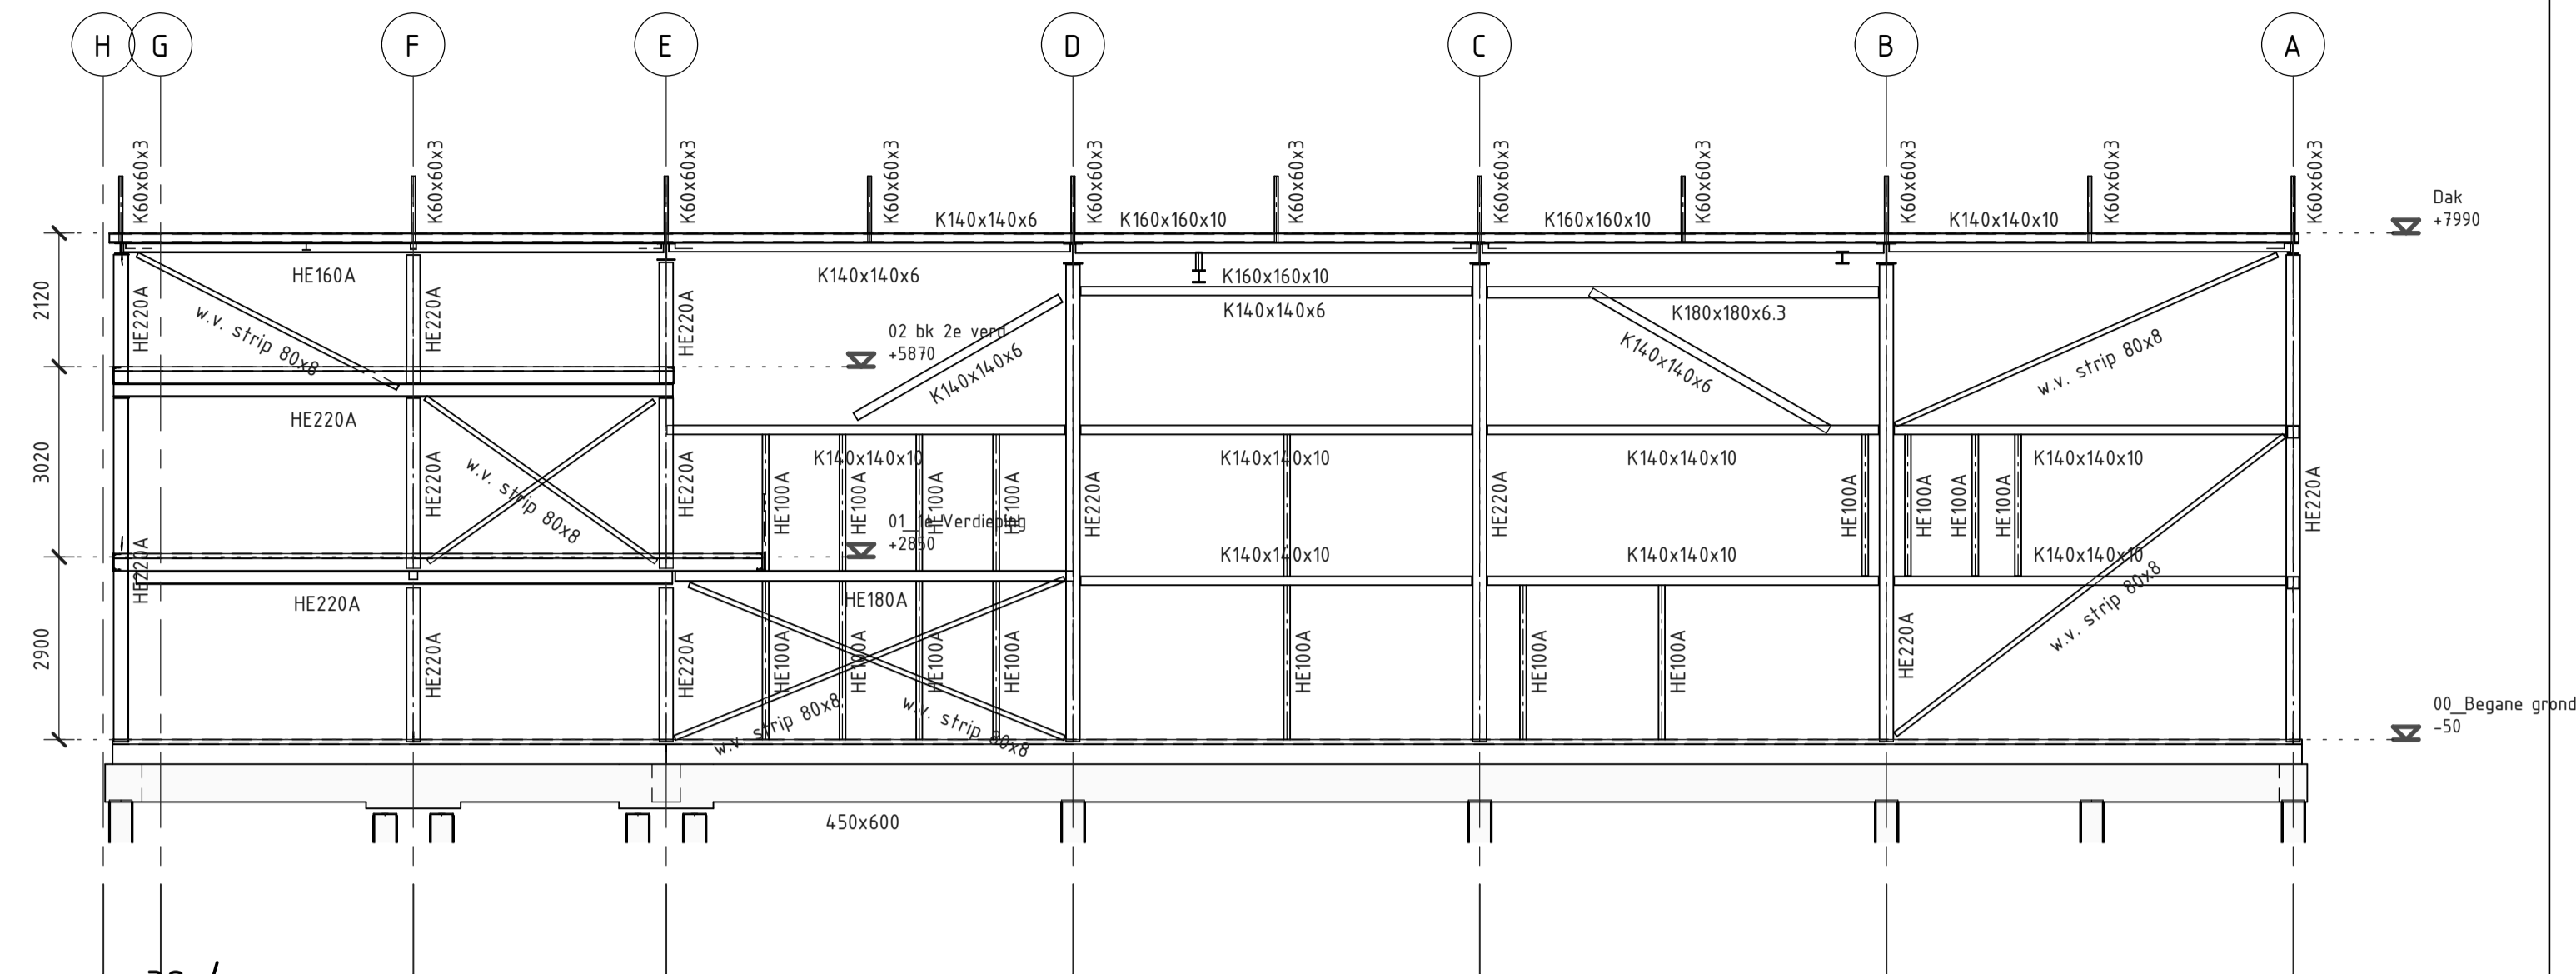 H G F E D C B A
K60x60x3 K60x60x3 K60x60x3 K60x60x3 K60x60x3 K60x60x3 K60x60x3 K60x60x3 K60x60x3 K60x60x3 K60x60x3
K140x140x6 K160x160x10 K160x160x10 K140x140x10
Dak
+7990
HE160A K140x140x6 K160x160x10
K140x140x6 K180x180x6.3
2120
HE220A HE220A HE220A
w.v. strip 80x8
02 bk 2e verd
+5870
K140x140x6
K140x140x6
w.v. strip 80x8
HE220A
3020
K140x140x10 K140x140x10 K140x140x10 K140x140x10
HE220A HE220A
w.v. strip 80x8
HE100A HE100A HE100A HE100A HE220A HE220A HE100A HE100A HE100A HE100A HE220A
01_1e Verdieping
+2850
K140x140x10 K140x140x10 K140x140x10
HE220A
HE220A HE180A
w.v. strip 80x8
2900
HE220A HE220A HE100A HE100A HE100A HE100A HE100A HE100A HE100A HE220A
w.v. strip 80x8 w.v. strip 80x8
00_Begane grond
-50
450x600